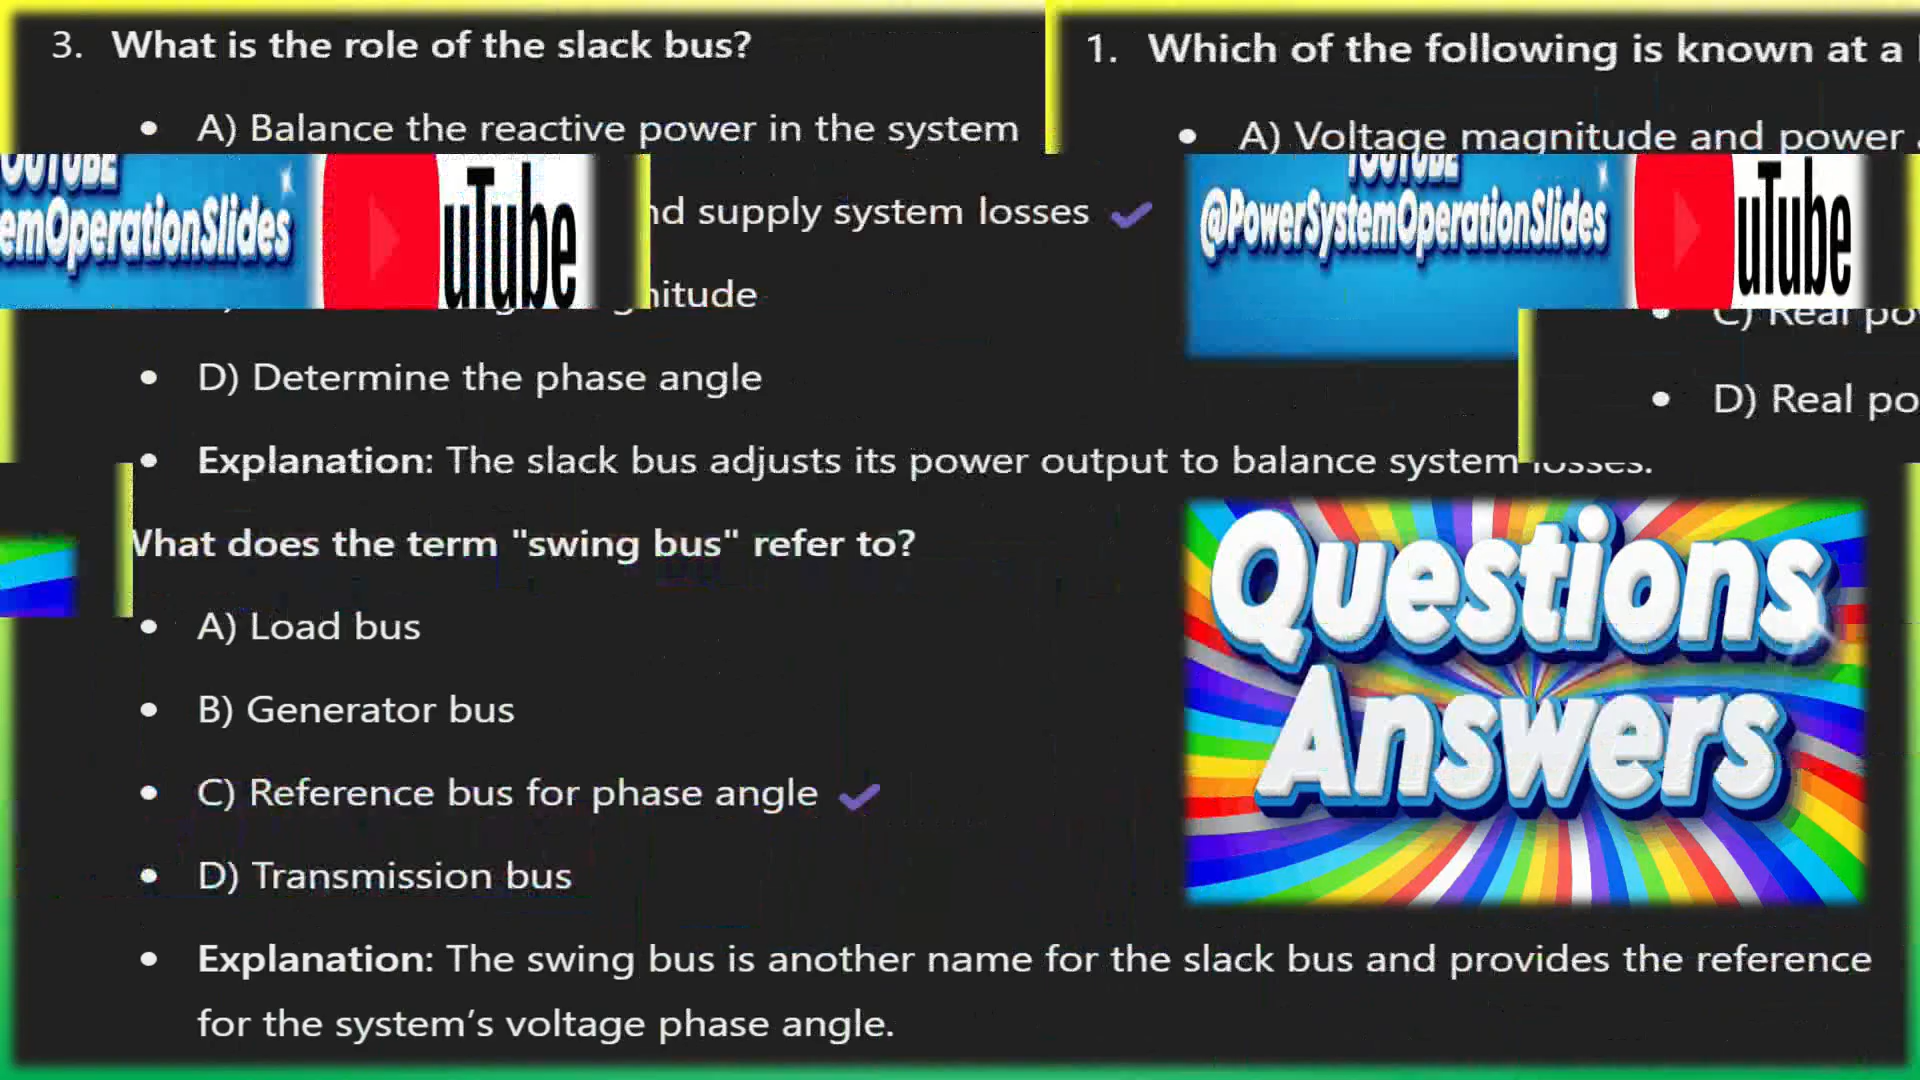 3. What is the role of the slack bus?
A) Balance the reactive power in the system
nd supply system losses
nitude
D) Determine the phase angle
Explanation: The slack bus adjusts its power output to balance system losses.
What does the term "swing bus" refer to?
A) Load bus
B) Generator bus
C) Reference bus for phase angle
D) Transmission bus
Explanation: The swing bus is another name for the slack bus and provides the reference
for the system’s voltage phase angle.
1. Which of the following is known at a
A) Voltage magnitude and power
C) Real po
D) Real po
YOUTUBE
emOperationSlides
uTube
YOUTUBE
@PowerSystemOperationSlides
uTube
Questions
Answers